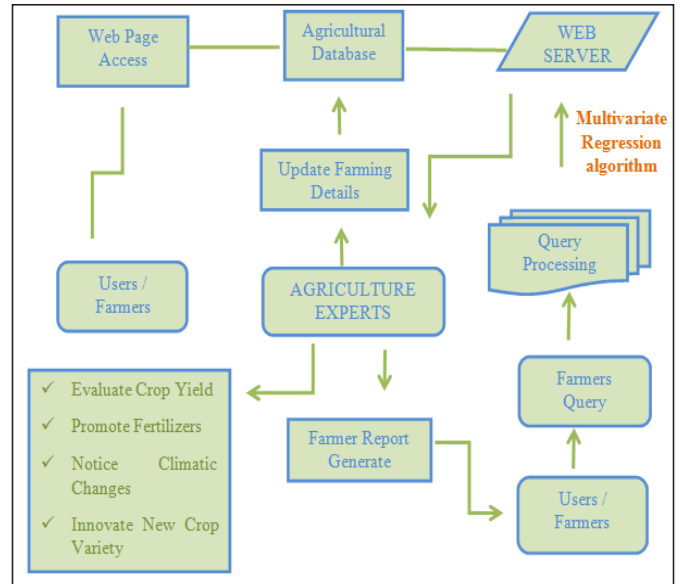 Web Page
Access
Agricultural
Database
WEB
SERVER
Multivariate
Regression
algorithm
Update Farming
Details
Query
Processing
Users /
Farmers
AGRICULTURE
EXPERTS
✓ Evaluate Crop Yield
✓ Promote Fertilizers
✓ Notice Climatic
Changes
✓ Innovate New Crop
Variety
Farmers
Query
Farmer Report
Generate
Users /
Farmers